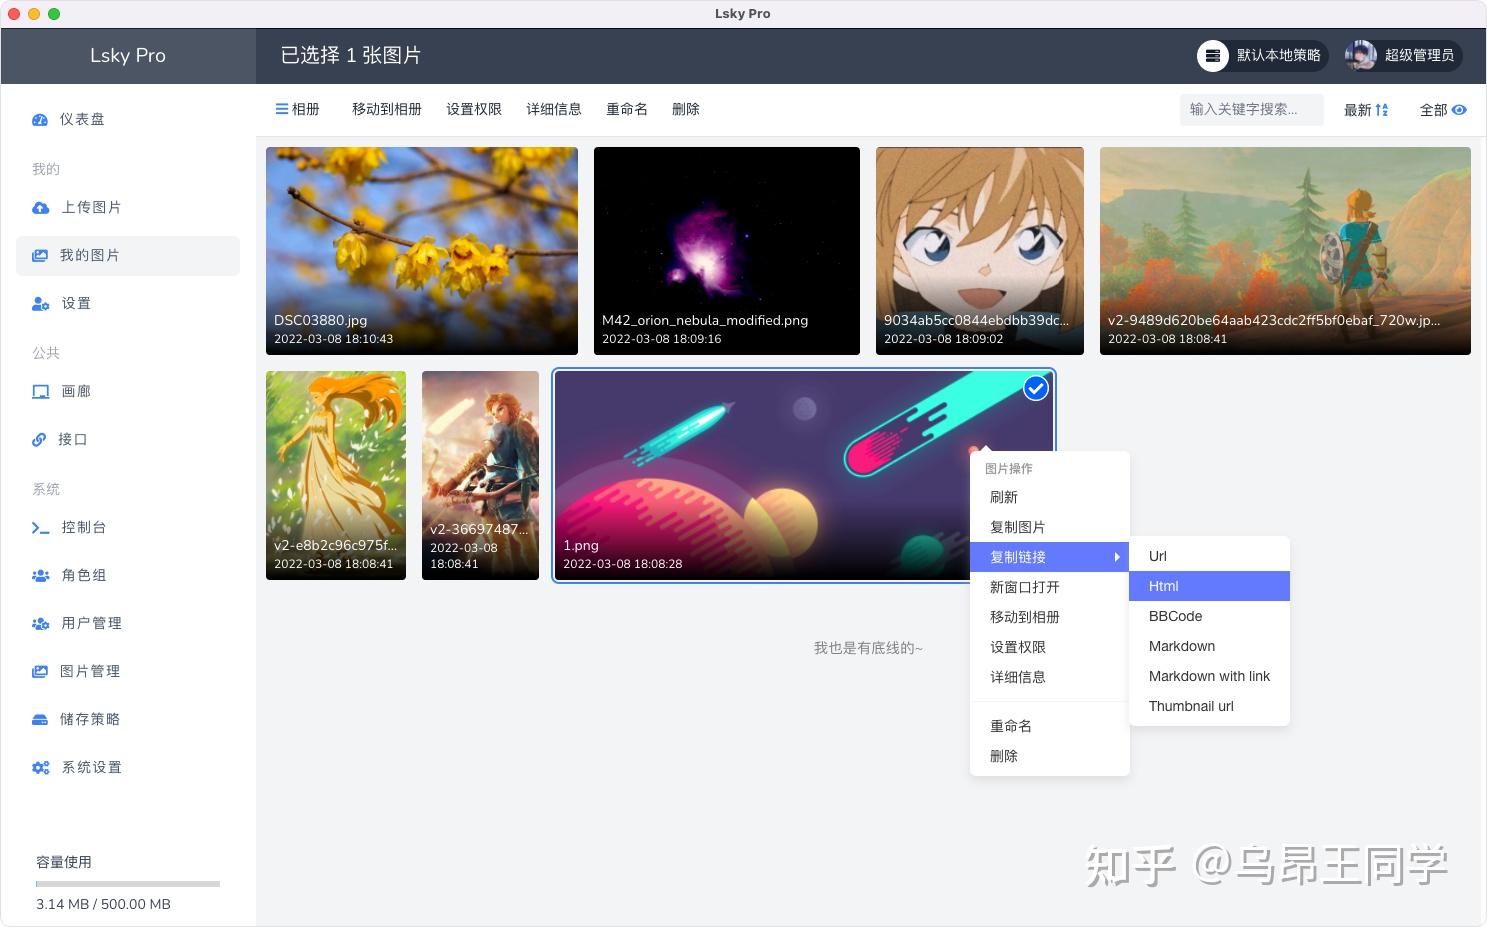 Lsky Pro
Lsky Pro
已选择 1 张图片
默认本地策略
超级管理员
相册
移动到相册
设置权限
详细信息
重命名
删除
输入关键字搜索...
最新
全部
仪表盘
我的
上传图片
我的图片
设置
公共
画廊
接口
系统
控制台
角色组
用户管理
图片管理
储存策略
系统设置
容量使用
3.14 MB / 500.00 MB
DSC03880.jpg
2022-03-08 18:10:43
M42_orion_nebula_modified.png
2022-03-08 18:09:16
9034ab5cc0844ebdbb39dc...
2022-03-08 18:09:02
v2-9489d620be64aab423cdc2ff5bf0ebaf_720w.jp...
2022-03-08 18:08:41
v2-e8b2c96c975f...
2022-03-08 18:08:41
v2-36697487...
2022-03-08
18:08:41
1.png
2022-03-08 18:08:28
图片操作
刷新
复制图片
复制链接
新窗口打开
移动到相册
设置权限
详细信息
重命名
删除
Url
Html
BBCode
Markdown
Markdown with link
Thumbnail url
我也是有底线的~
知乎 @乌昂王同学